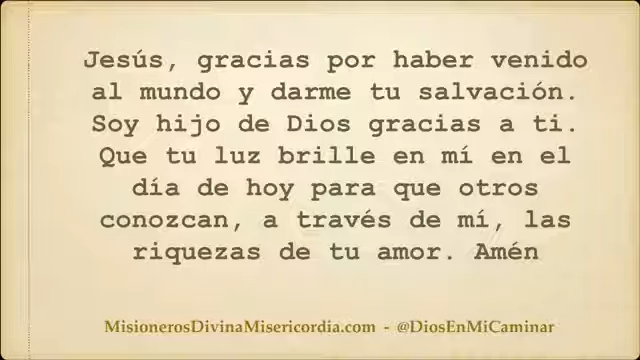 Jesús, gracias por haber venido
al mundo y darme tu salvación.
Soy hijo de Dios gracias a ti.
Que tu luz brille en mí en el
día de hoy para que otros
conozcan, a través de mí, las
riquezas de tu amor. Amén
MisionerosDivinaMisericordia.com - @DiosEnMiCaminar